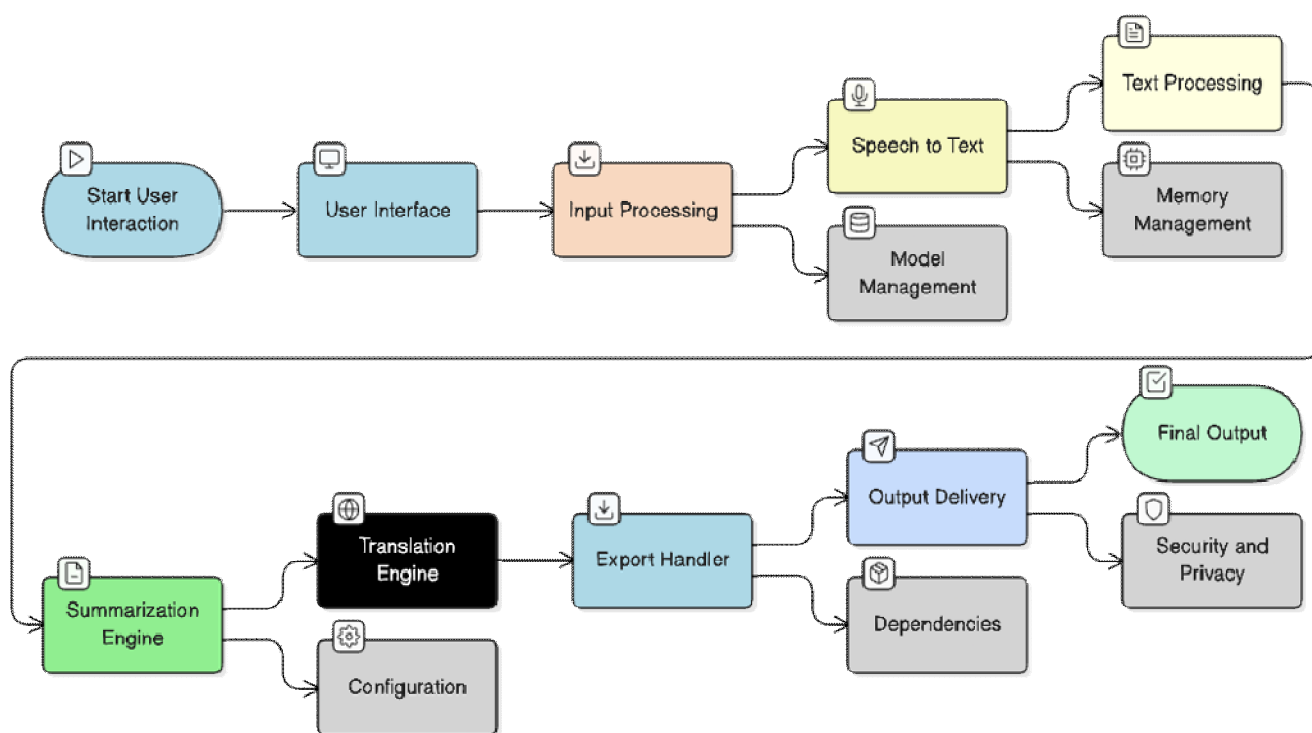 Text Processing
Speech to Text
Start User
Interaction
User Interface
Input Processing
Memory
Management
Model
Management
Final Output
Output Delivery
Translation
Engine
Export Handler
Security and
Privacy
Summarization
Engine
Dependencies
Configuration